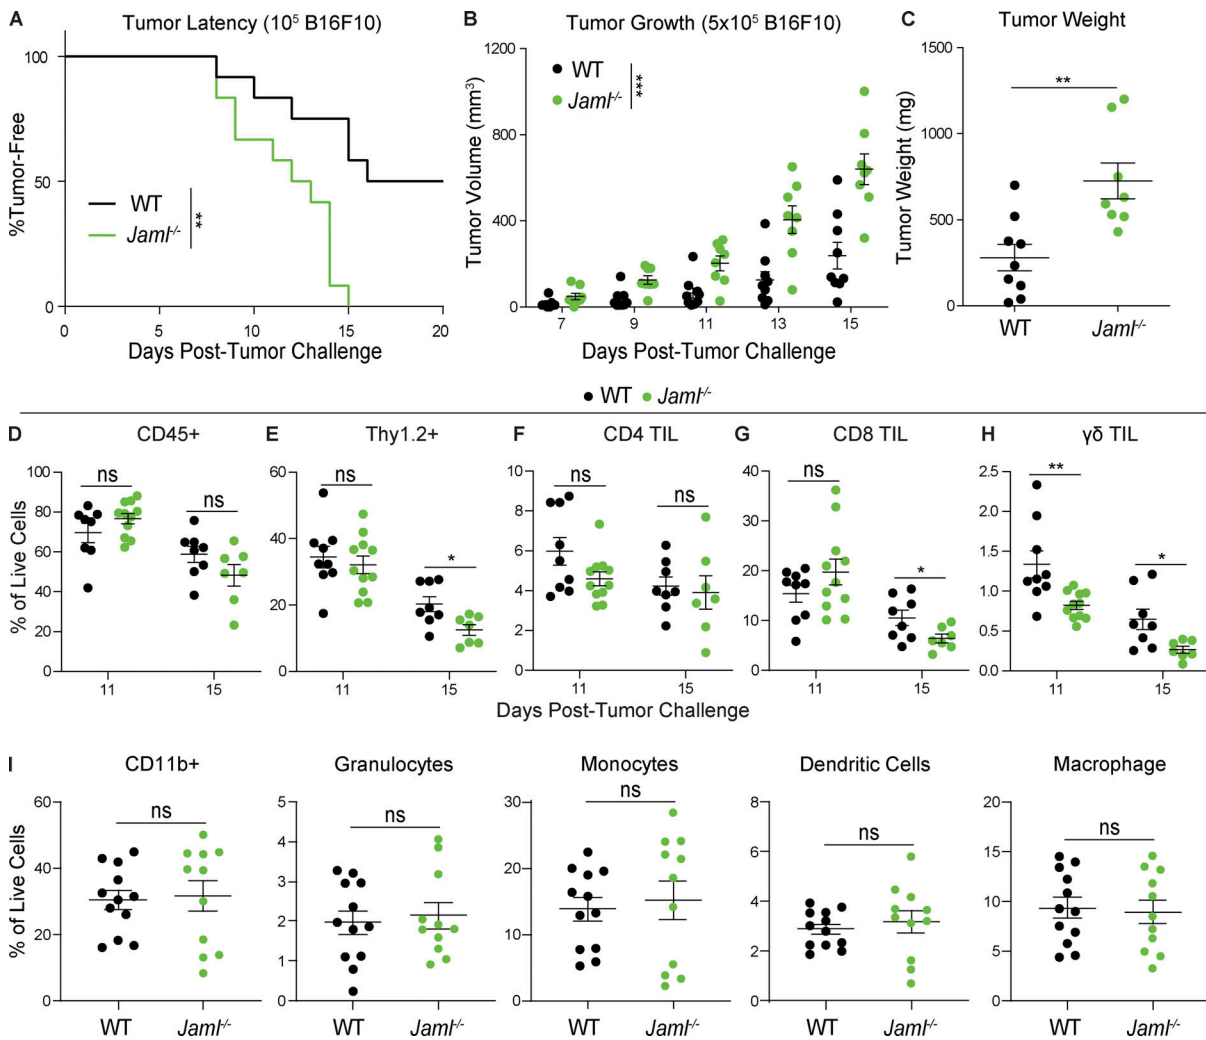 A Tumor Latency (10⁵ B16F10)
%Tumor-Free
100
50
0
WT
Jaml-/-
**
0 5 10 15 20
Days Post-Tumor Challenge
B Tumor Growth (5x10⁵ B16F10)
Tumor Volume (mm³)
1200
800
400
0
WT
Jaml-/-
***
7 9 11 13 15
Days Post-Tumor Challenge
C Tumor Weight
Tumor Weight (mg)
1500
1000
500
0
**
WT Jaml-/-
WT Jaml-/-
D CD45+
% of Live Cells
100
80
60
40
20
0
ns
ns
11 15
E Thy1.2+
60
40
20
0
ns
*
11 15
F CD4 TIL
10
8
6
4
2
0
ns
ns
11 15
G CD8 TIL
40
30
20
10
0
ns
*
11 15
H γδ TIL
2.5
2.0
1.5
1.0
0.5
0.0
**
*
11 15
Days Post-Tumor Challenge
I CD11b+
% of Live Cells
60
40
20
0
ns
WT Jaml-/-
Granulocytes
5
4
3
2
1
0
ns
WT Jaml-/-
Monocytes
30
20
10
0
ns
WT Jaml-/-
Dendritic Cells
8
6
4
2
0
ns
WT Jaml-/-
Macrophage
20
15
10
5
0
ns
WT Jaml-/-